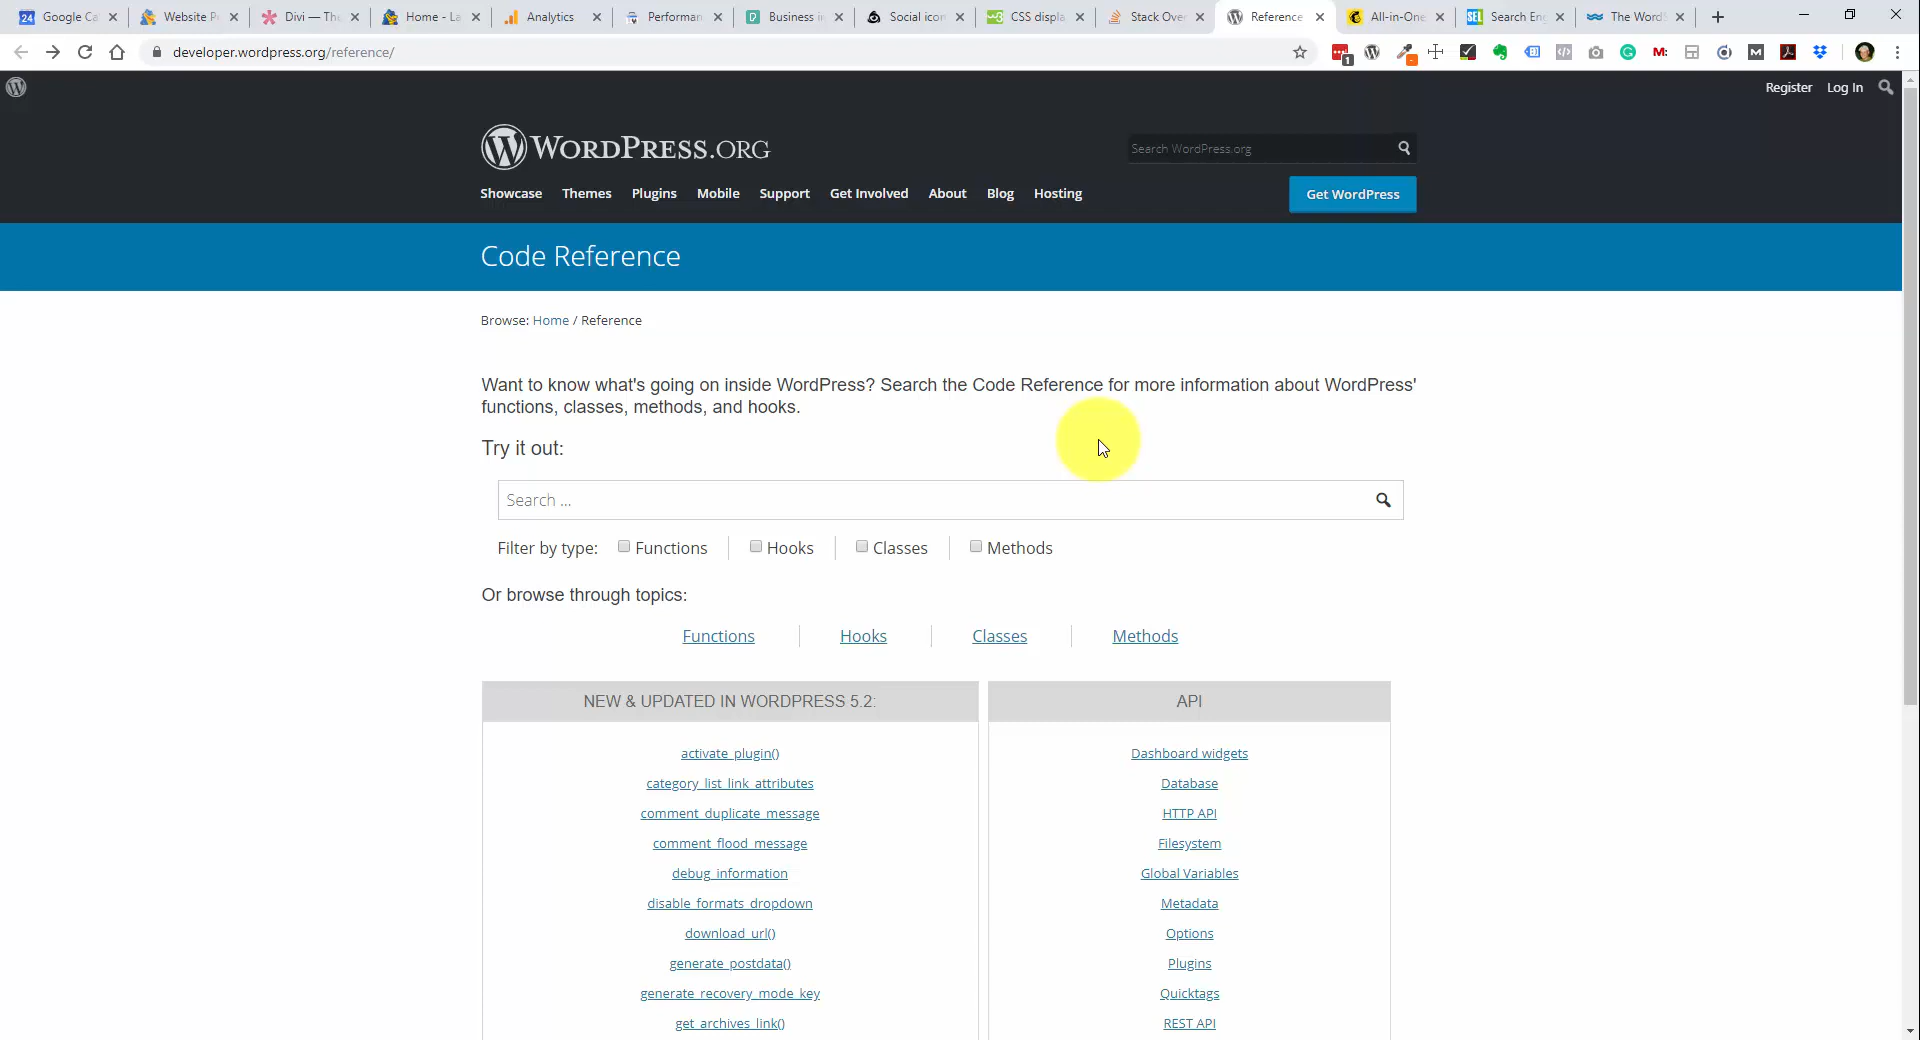 Google Ca
Website P
Divi — The
Home - La
Analytics
Performan
Business i
Social icon
CSS displa
Stack Over
Reference
All-in-One
Search Eng
The WordS
developer.wordpress.org/reference/
Register Log In
WordPress.org
Search WordPress.org
Showcase Themes Plugins Mobile Support Get Involved About Blog Hosting
Get WordPress
Code Reference
Browse: Home / Reference
Want to know what's going on inside WordPress? Search the Code Reference for more information about WordPress'
functions, classes, methods, and hooks.
Try it out:
Search ...
Filter by type: Functions Hooks Classes Methods
Or browse through topics:
Functions Hooks Classes Methods
NEW & UPDATED IN WORDPRESS 5.2:
activate_plugin()
category_list_link_attributes
comment_duplicate_message
comment_flood_message
debug_information
disable_formats_dropdown
download_url()
generate_postdata()
generate_recovery_mode_key
get_archives_link()
API
Dashboard widgets
Database
HTTP API
Filesystem
Global Variables
Metadata
Options
Plugins
Quicktags
REST API